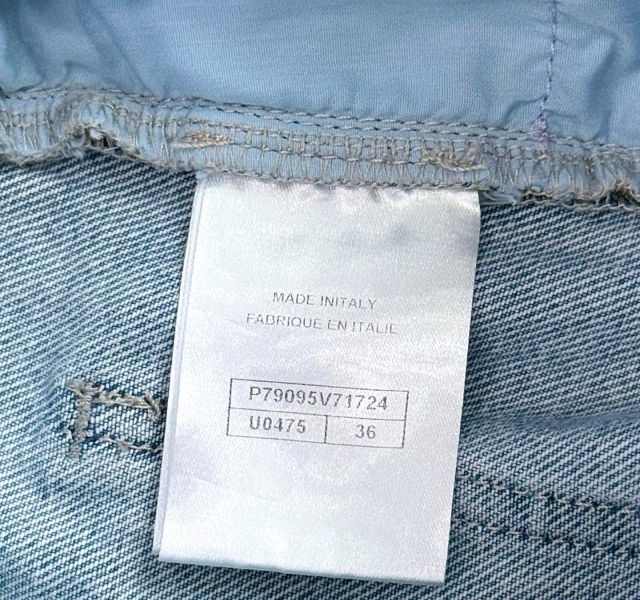 MADE INITALY
FABRIQUE EN ITALIE
P79095V71724
U0475 36